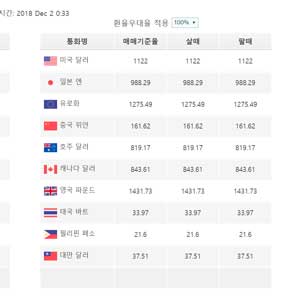 시간: 2018 Dec 2 0:33
환율우대율 적용 100%
통화명 매매기준율 살때 팔때
미국 달러 1122 1122 1122
일본 엔 988.29 988.29 988.29
유로화 1275.49 1275.49 1275.49
중국 위안 161.62 161.62 161.62
호주 달러 819.17 819.17 819.17
캐나다 달러 843.61 843.61 843.61
영국 파운드 1431.73 1431.73 1431.73
태국 바트 33.97 33.97 33.97
필리핀 페소 21.6 21.6 21.6
대만 달러 37.51 37.51 37.51